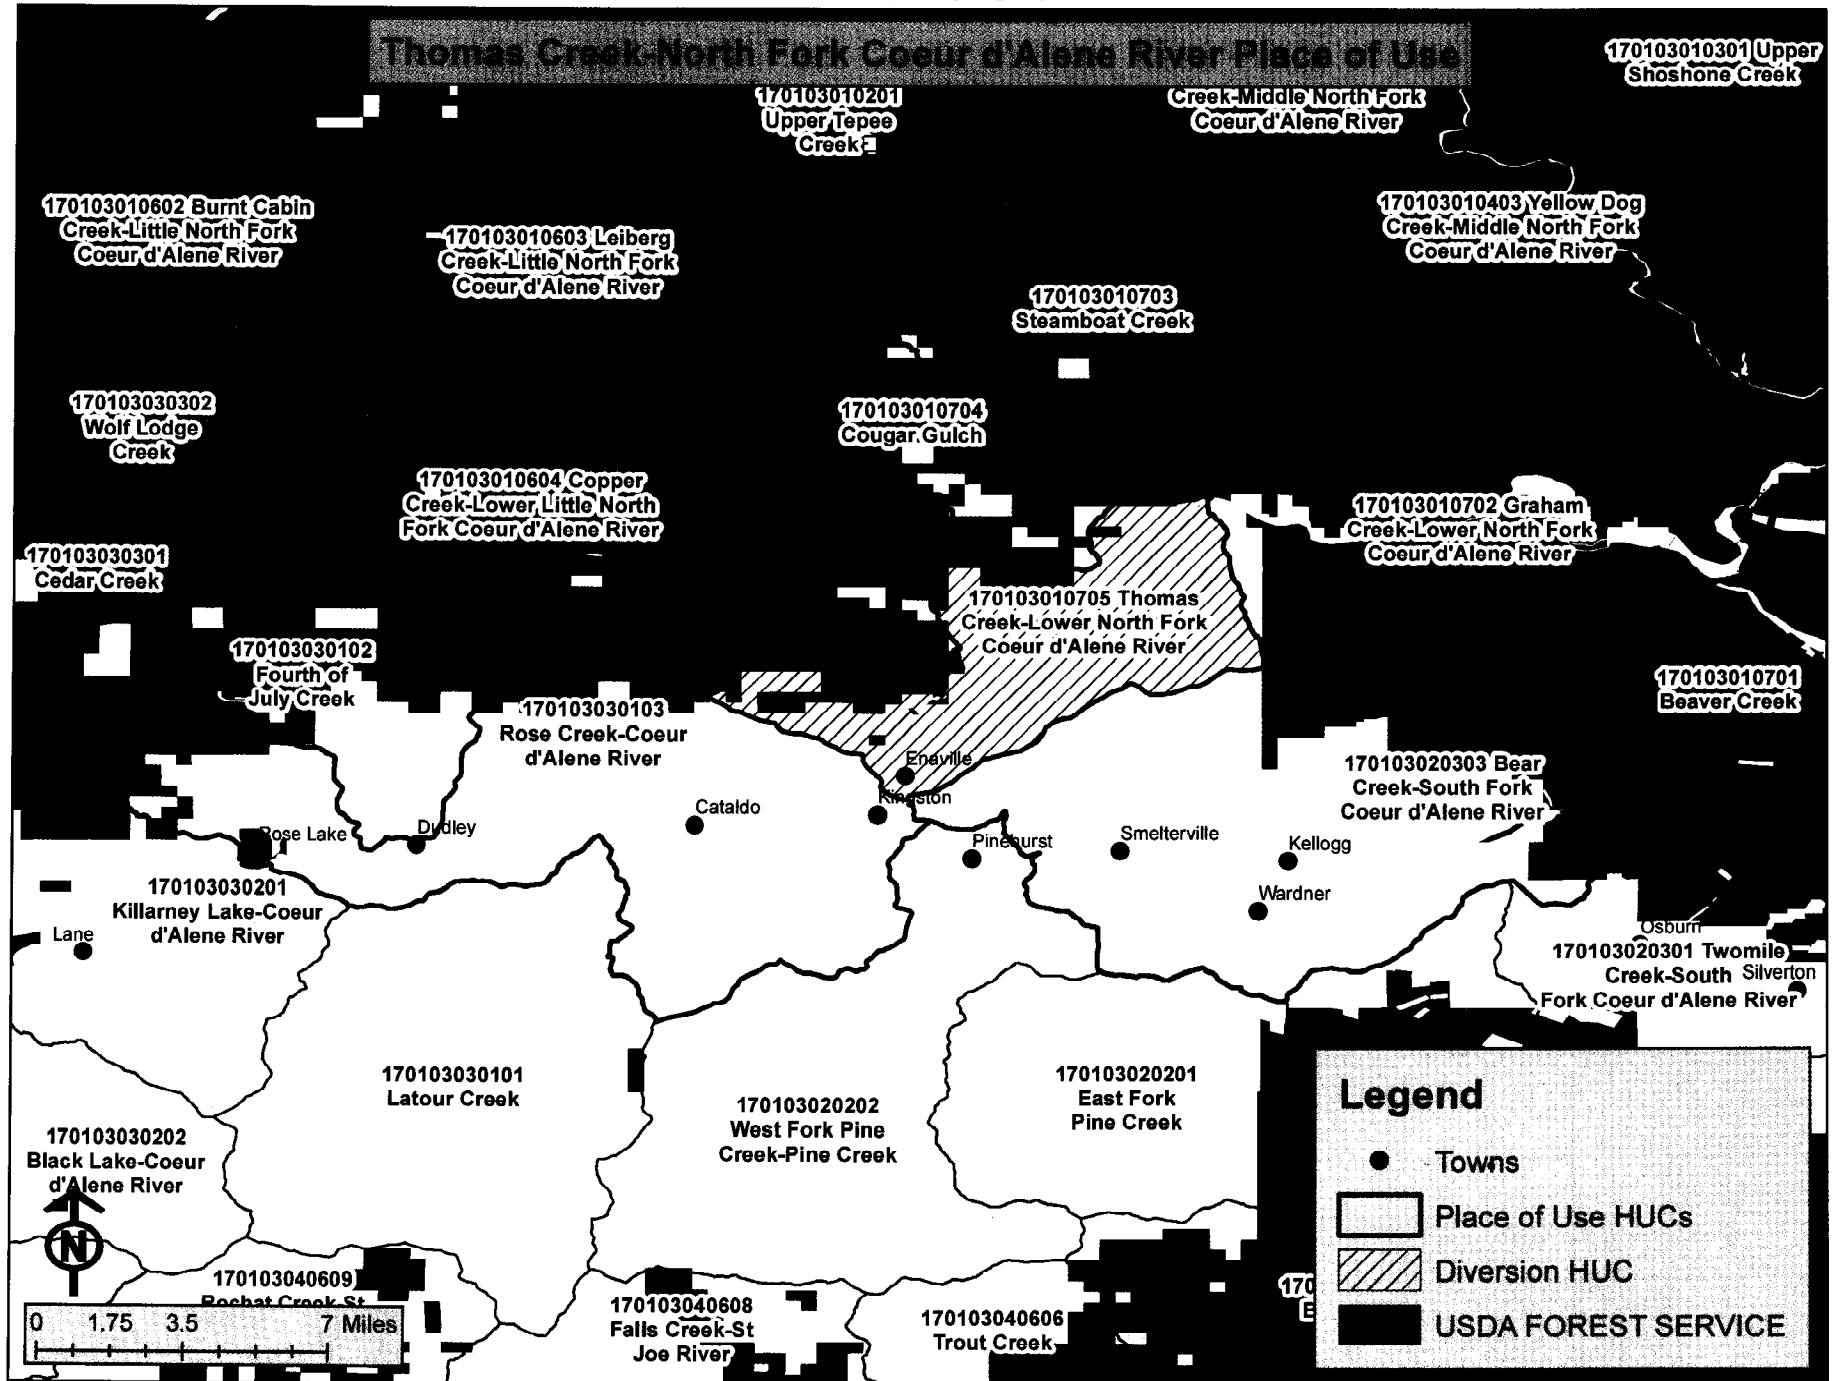 Thomas Creek-North Fork Coeur d'Alene River Place of Use
170103010301 Upper
Shoshone Creek
170103010201
Upper Tepee
Creek
Creek-Middle North Fork
Coeur d'Alene River
170103010602 Burnt Cabin
Creek-Little North Fork
Coeur d'Alene River
170103010603 Leiberg
Creek-Little North Fork
Coeur d'Alene River
170103010403 Yellow Dog
Creek-Middle North Fork
Coeur d'Alene River
170103010703
Steamboat Creek
170103030302
Wolf Lodge
Creek
170103010704
Cougar Gulch
170103010604 Copper
Creek-Lower Little North
Fork Coeur d'Alene River
170103010702 Graham
Creek-Lower North Fork
Coeur d'Alene River
170103030301
Cedar Creek
170103010705 Thomas
Creek-Lower North Fork
Coeur d'Alene River
170103030102
Fourth of
July Creek
170103010701
Beaver Creek
170103030103
Rose Creek-Coeur
d'Alene River
170103020303 Bear
Creek-South Fork
Coeur d'Alene River
Enaville
Kingston
Cataldo
Rose Lake
Dudley
Pinehurst
Smelterville
Kellogg
Wardner
170103030201
Killarney Lake-Coeur
d'Alene River
Lane
Osburn
170103020301 Twomile
Creek-South
Fork Coeur d'Alene River
Silverton
170103030101
Latour Creek
170103020202
West Fork Pine
Creek-Pine Creek
170103020201
East Fork
Pine Creek
170103030202
Black Lake-Coeur
d'Alene River
N
170103040609
Rochat Creek-St
170103040608
Falls Creek-St
Joe River
170103040606
Trout Creek
170
E
0 1.75 3.5 7 Miles
Legend
Towns
Place of Use HUCs
Diversion HUC
USDA FOREST SERVICE